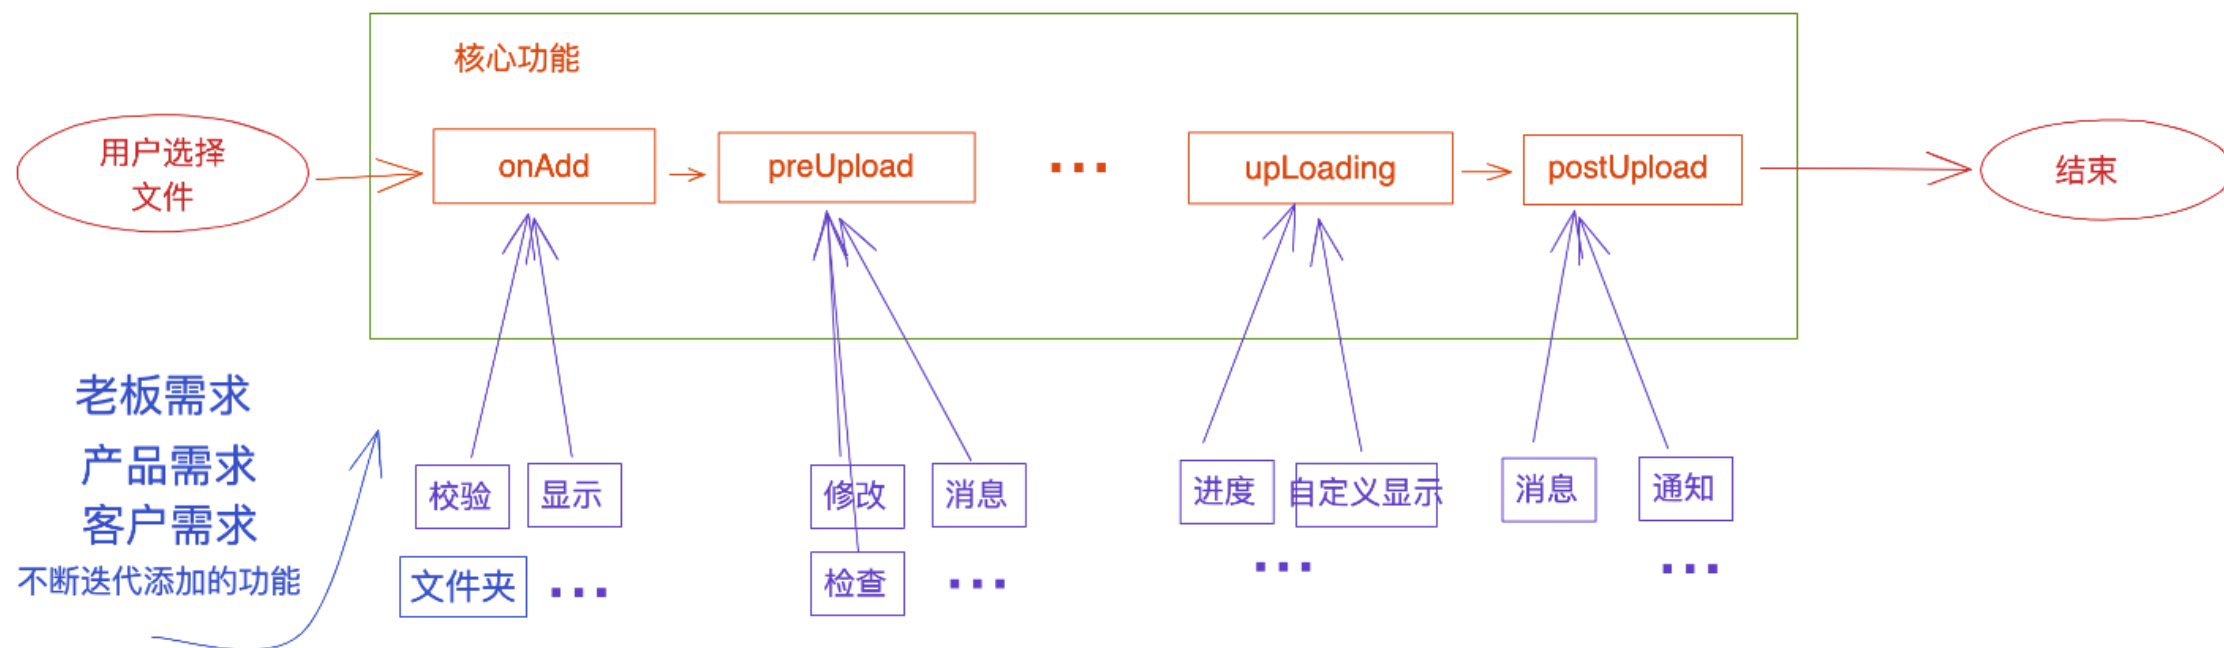 核心功能
用户选择
文件
onAdd
preUpload
...
upLoading
postUpload
结束
老板需求
产品需求
客户需求
不断迭代添加的功能
校验
显示
修改
消息
进度
自定义显示
消息
通知
文件夹
...
检查
...
...
...